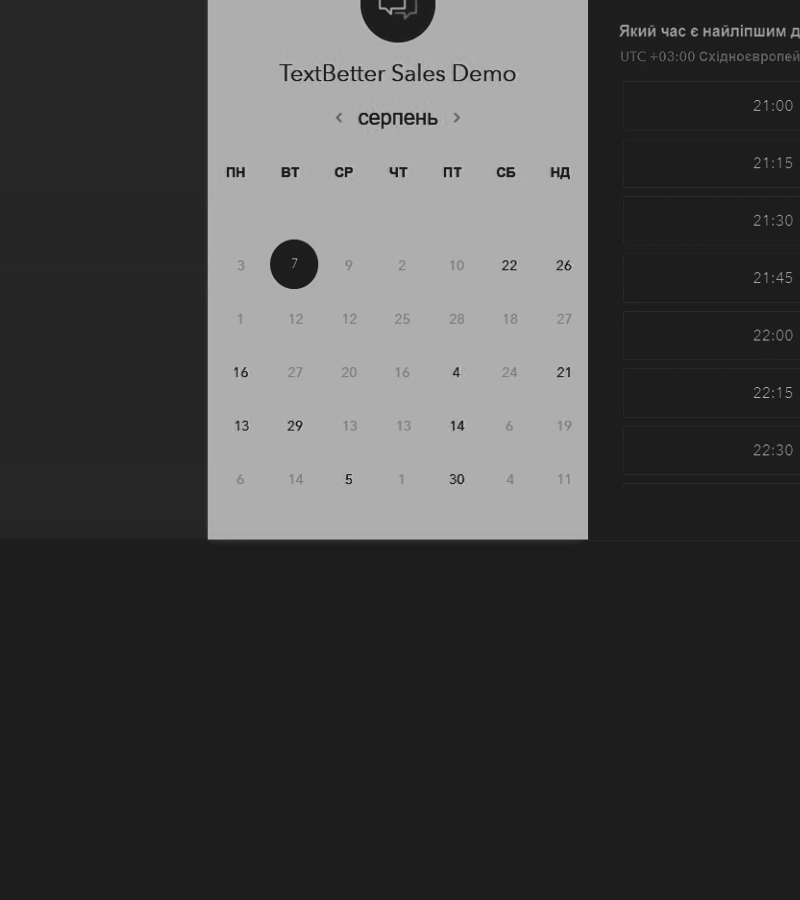 TextBetter Sales Demo
серпень
ПН ВТ СР ЧТ ПТ СБ НД
3 7 9 2 10 22 26
1 12 12 25 28 18 27
16 27 20 16 4 24 21
13 29 13 13 14 6 19
6 14 5 1 30 4 11
Який час є найліпшим
UTC +03:00
21:00
21:15
21:30
21:45
22:00
22:15
22:30